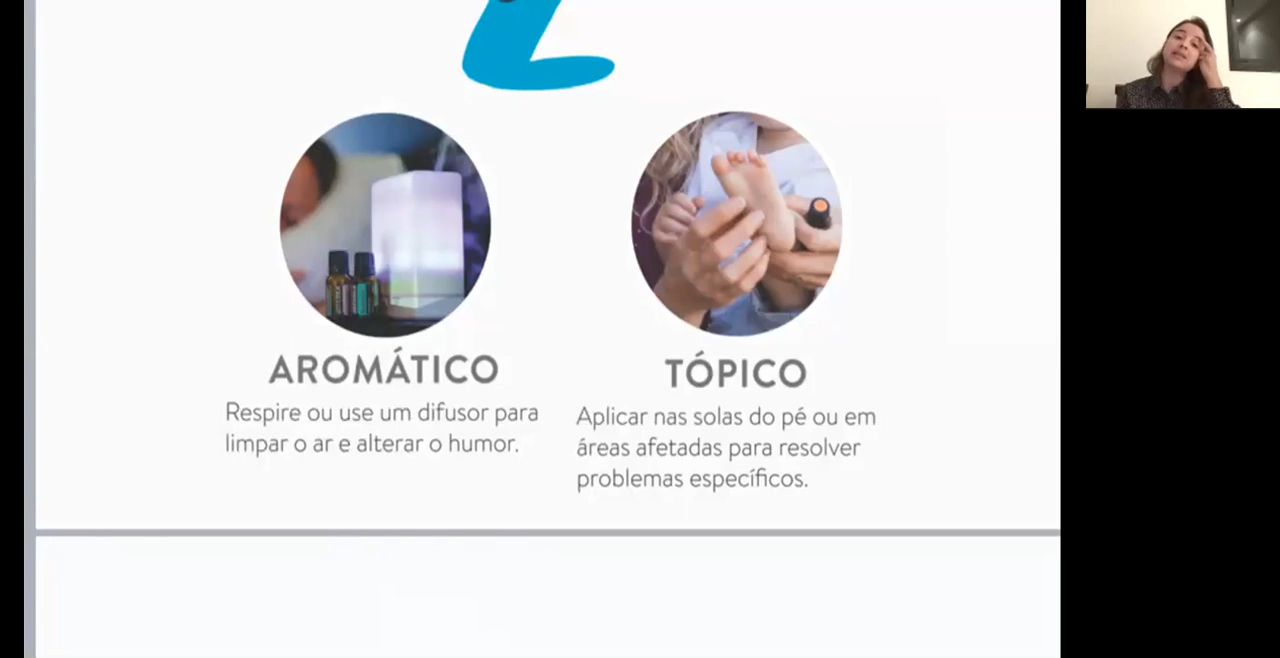 AROMÁTICO
Respire ou use um difusor para
limpar o ar e alterar o humor.
TÓPICO
Aplicar nas solas do pé ou em
áreas afetadas para resolver
problemas específicos.